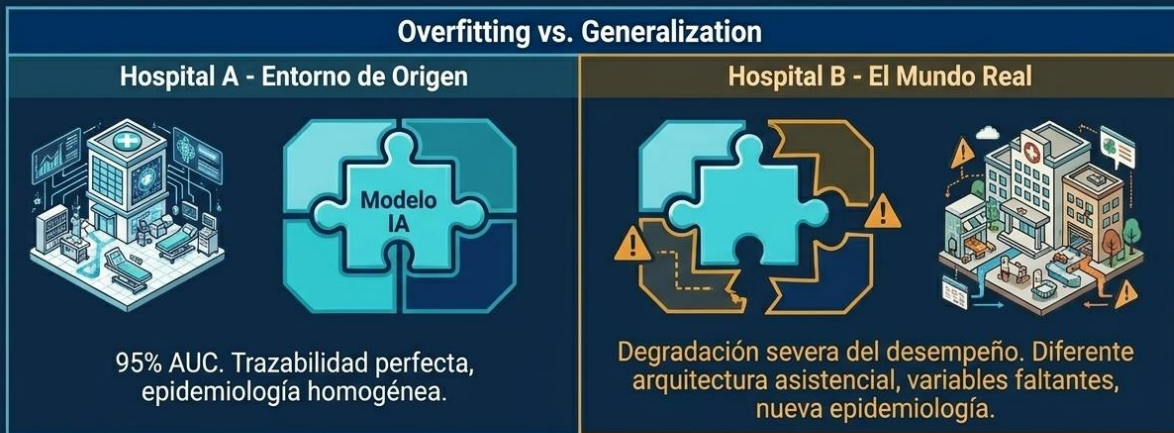 Overfitting vs. Generalization
Hospital A - Entorno de Origen
Hospital B - El Mundo Real
Modelo
IA
95% AUC. Trazabilidad perfecta,
epidemiología homogénea.
Degradación severa del desempeño. Diferente
arquitectura asistencial, variables faltantes,
nueva epidemiología.